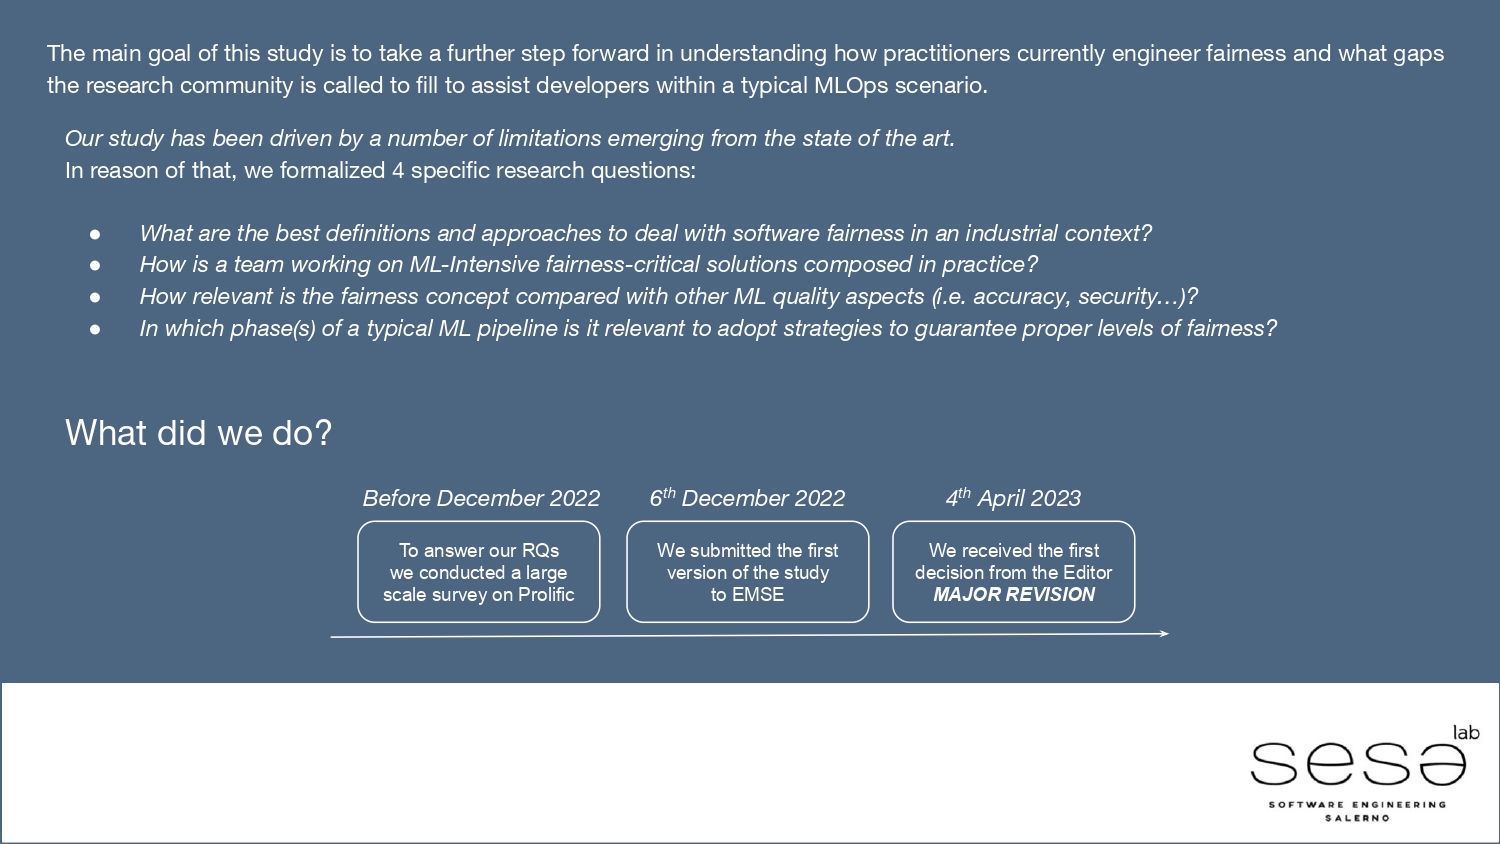 The main goal of this study is to take a further step forward in understanding how practitioners currently engineer fairness and what gaps
the research community is called to fill to assist developers within a typical MLOps scenario.
Our study has been driven by a number of limitations emerging from the state of the art.
In reason of that, we formalized 4 specific research questions:
● What are the best definitions and approaches to deal with software fairness in an industrial context?
● How is a team working on ML-Intensive fairness-critical solutions composed in practice?
● How relevant is the fairness concept compared with other ML quality aspects (i.e. accuracy, security…)?
● In which phase(s) of a typical ML pipeline is it relevant to adopt strategies to guarantee proper levels of fairness?
What did we do?
Before December 2022
To answer our RQs
we conducted a large
scale survey on Prolific
6th December 2022
We submitted the first
version of the study
to EMSE
4th April 2023
We received the first
decision from the Editor
MAJOR REVISION
lab
sesə
SOFTWARE ENGINEERING
SALERNO